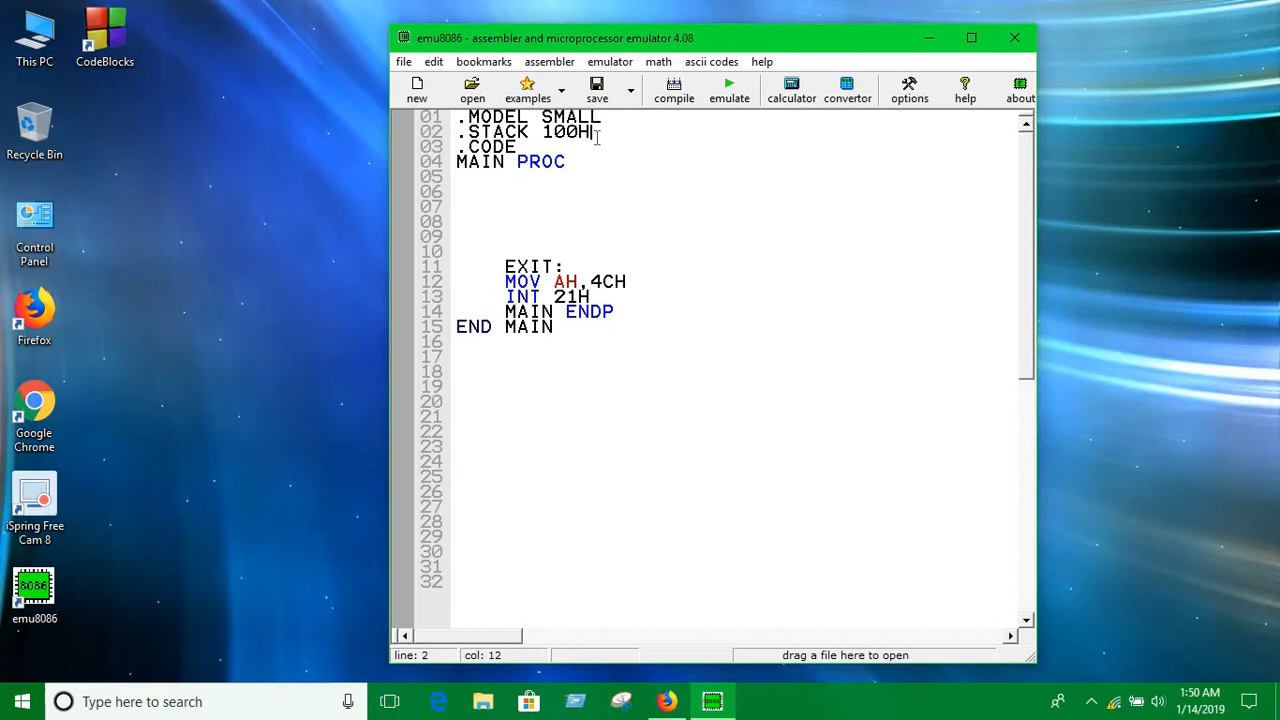 This PC
CodeBlocks
Recycle Bin
Control
Panel
Firefox
Google
Chrome
iSpring Free
Cam 8
8086
emu8086
emu8086 - assembler and microprocessor emulator 4.08
file edit bookmarks assembler emulator math ascii codes help
new open examples save compile emulate calculator convertor options help about
01 .MODEL SMALL
02 .STACK 100H
03 .CODE
04 MAIN PROC
05
06
07
08
09
10
11 EXIT:
12 MOV AH,4CH
13 INT 21H
14 MAIN ENDP
15 END MAIN
16
17
18
19
20
21
22
23
24
25
26
27
28
29
30
31
32
line: 2 col: 12 drag a file here to open
Type here to search
1:50 AM
1/14/2019